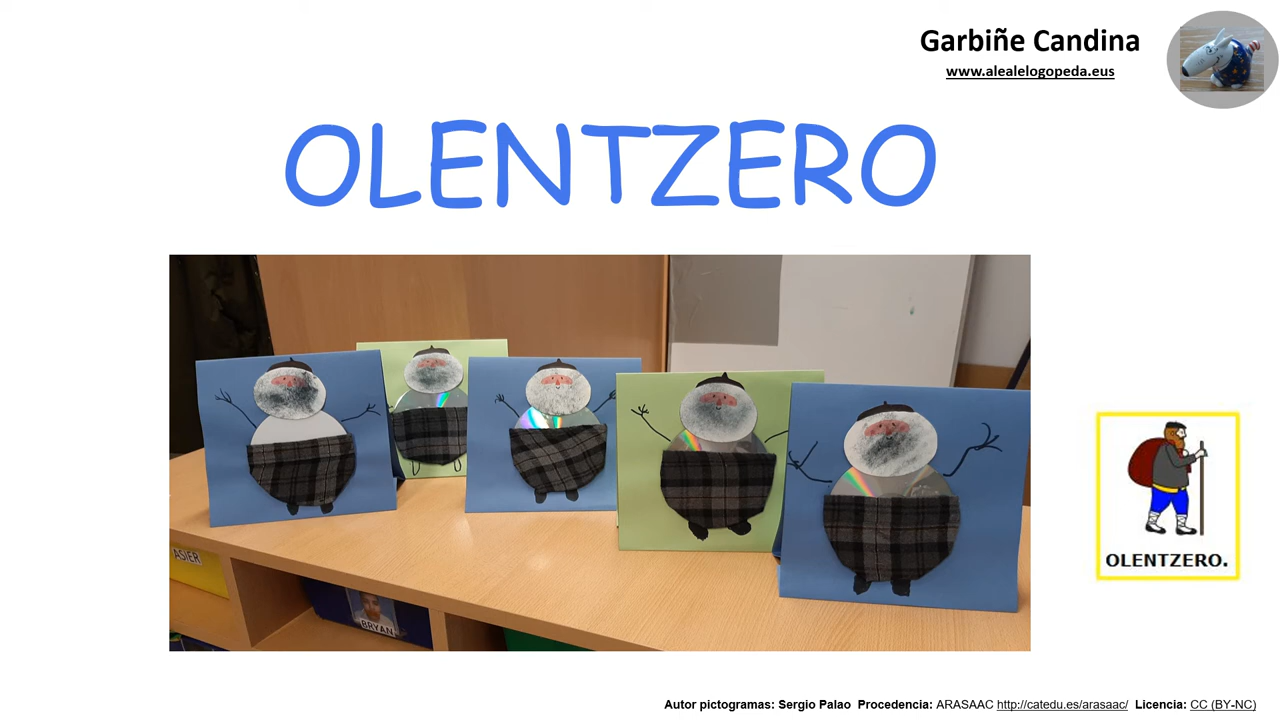 Garbiñe Candina
www.alealelogopeda.eus
OLENTZERO
ASIER
BRYAN
OLENTZERO.
Autor pictogramas: Sergio Palao Procedencia: ARASAAC http://catedu.es/arasaac/ Licencia: CC (BY-NC)